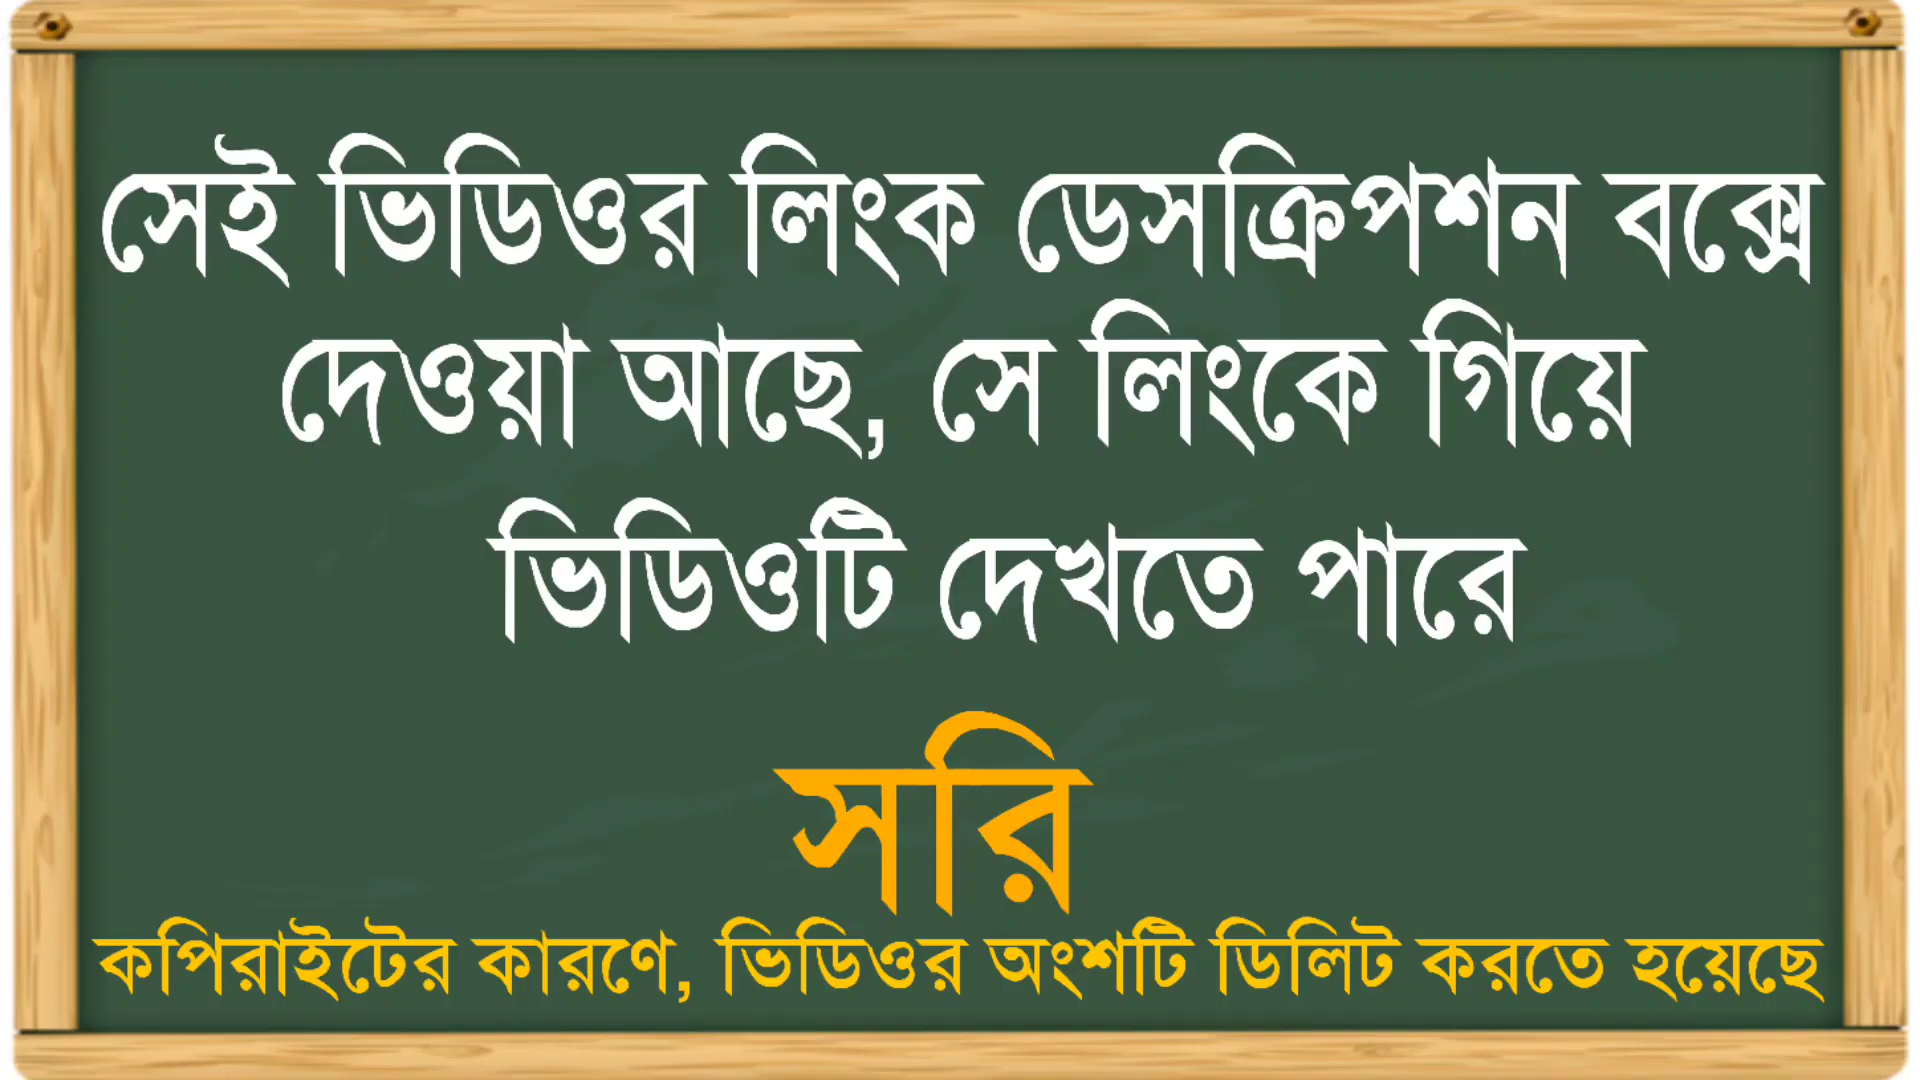 সেই ভিডিওর লিংক ডেসক্রিপশন বক্সে
দেওয়া আছে, সে লিংকে গিয়ে
ভিডিওটি দেখতে পারে
সরি
কপিরাইটের কারণে, ভিডিওর অংশটি ডিলিট করতে হয়েছে